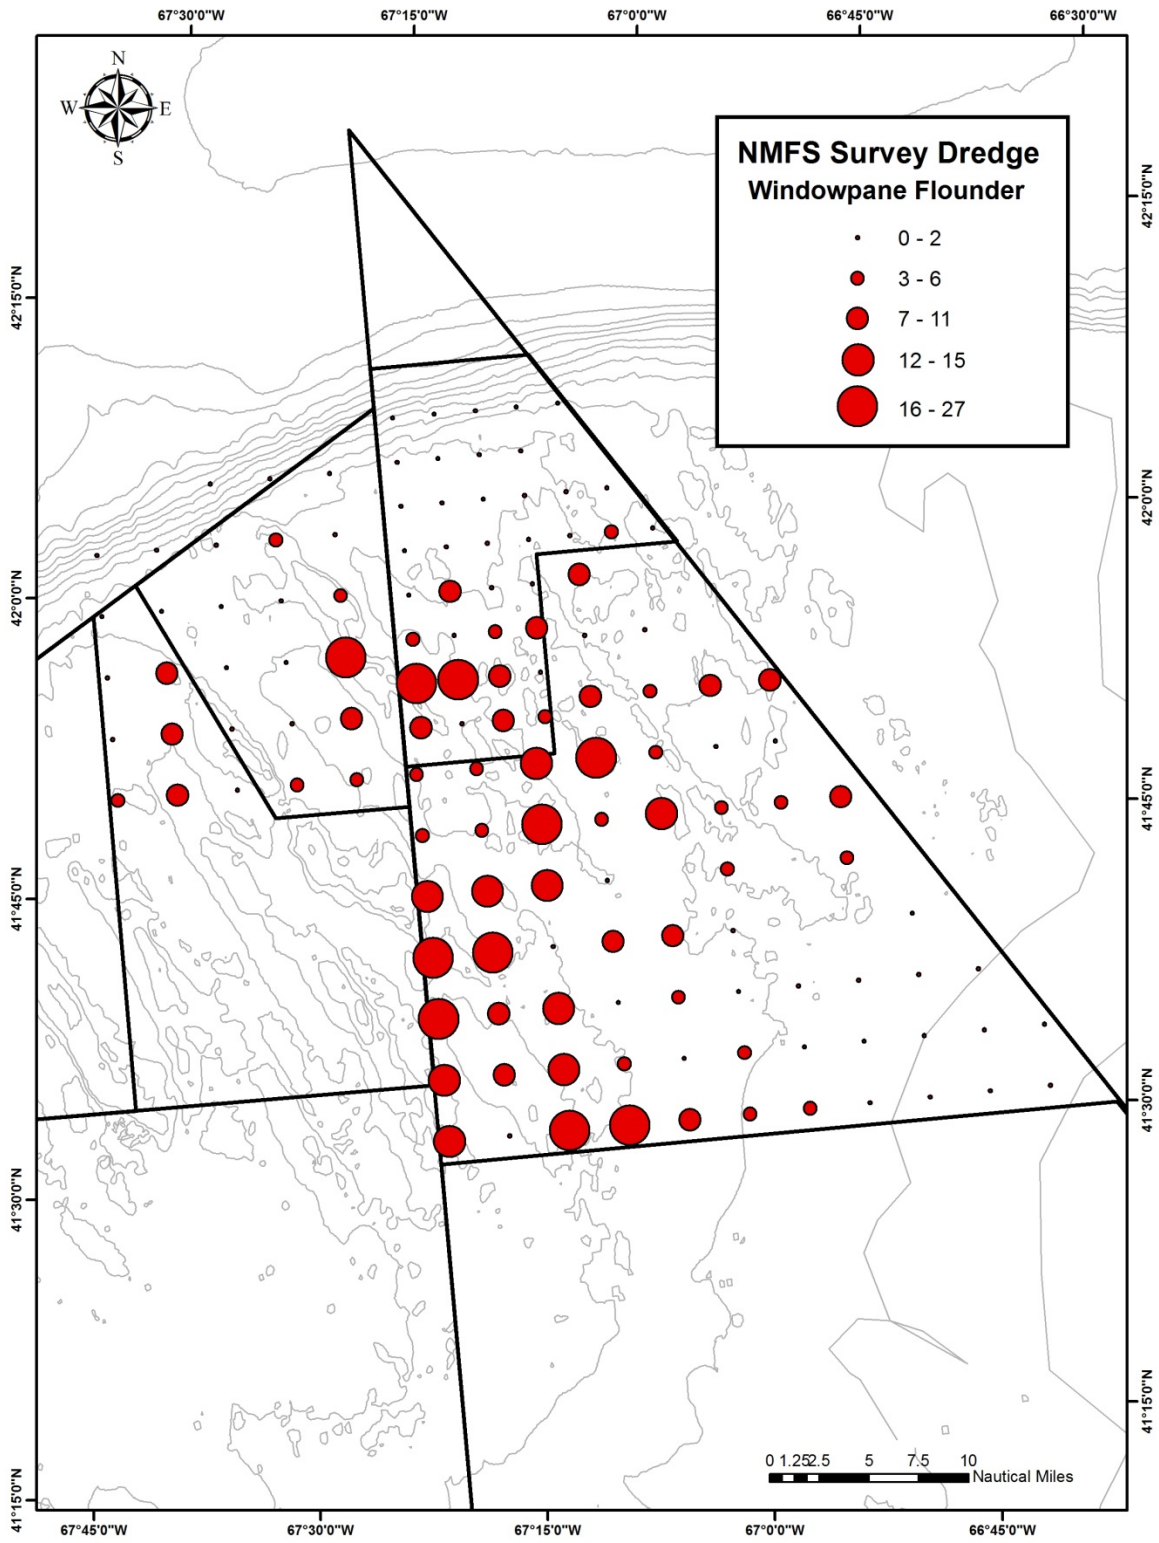 67°30'0"W 67°15'0"W 67°0'0"W 66°45'0"W 66°30'0"W
N
W E
S
NMFS Survey Dredge
Windowpane Flounder
0 - 2
3 - 6
7 - 11
12 - 15
16 - 27
42°15'0"N
42°0'0"N
41°45'0"N
41°30'0"N
41°15'0"N
42°15'0"N
42°0'0"N
41°45'0"N
41°30'0"N
41°15'0"N
0 1.25 2.5 5 7.5 10
Nautical Miles
67°45'0"W 67°30'0"W 67°15'0"W 67°0'0"W 66°45'0"W